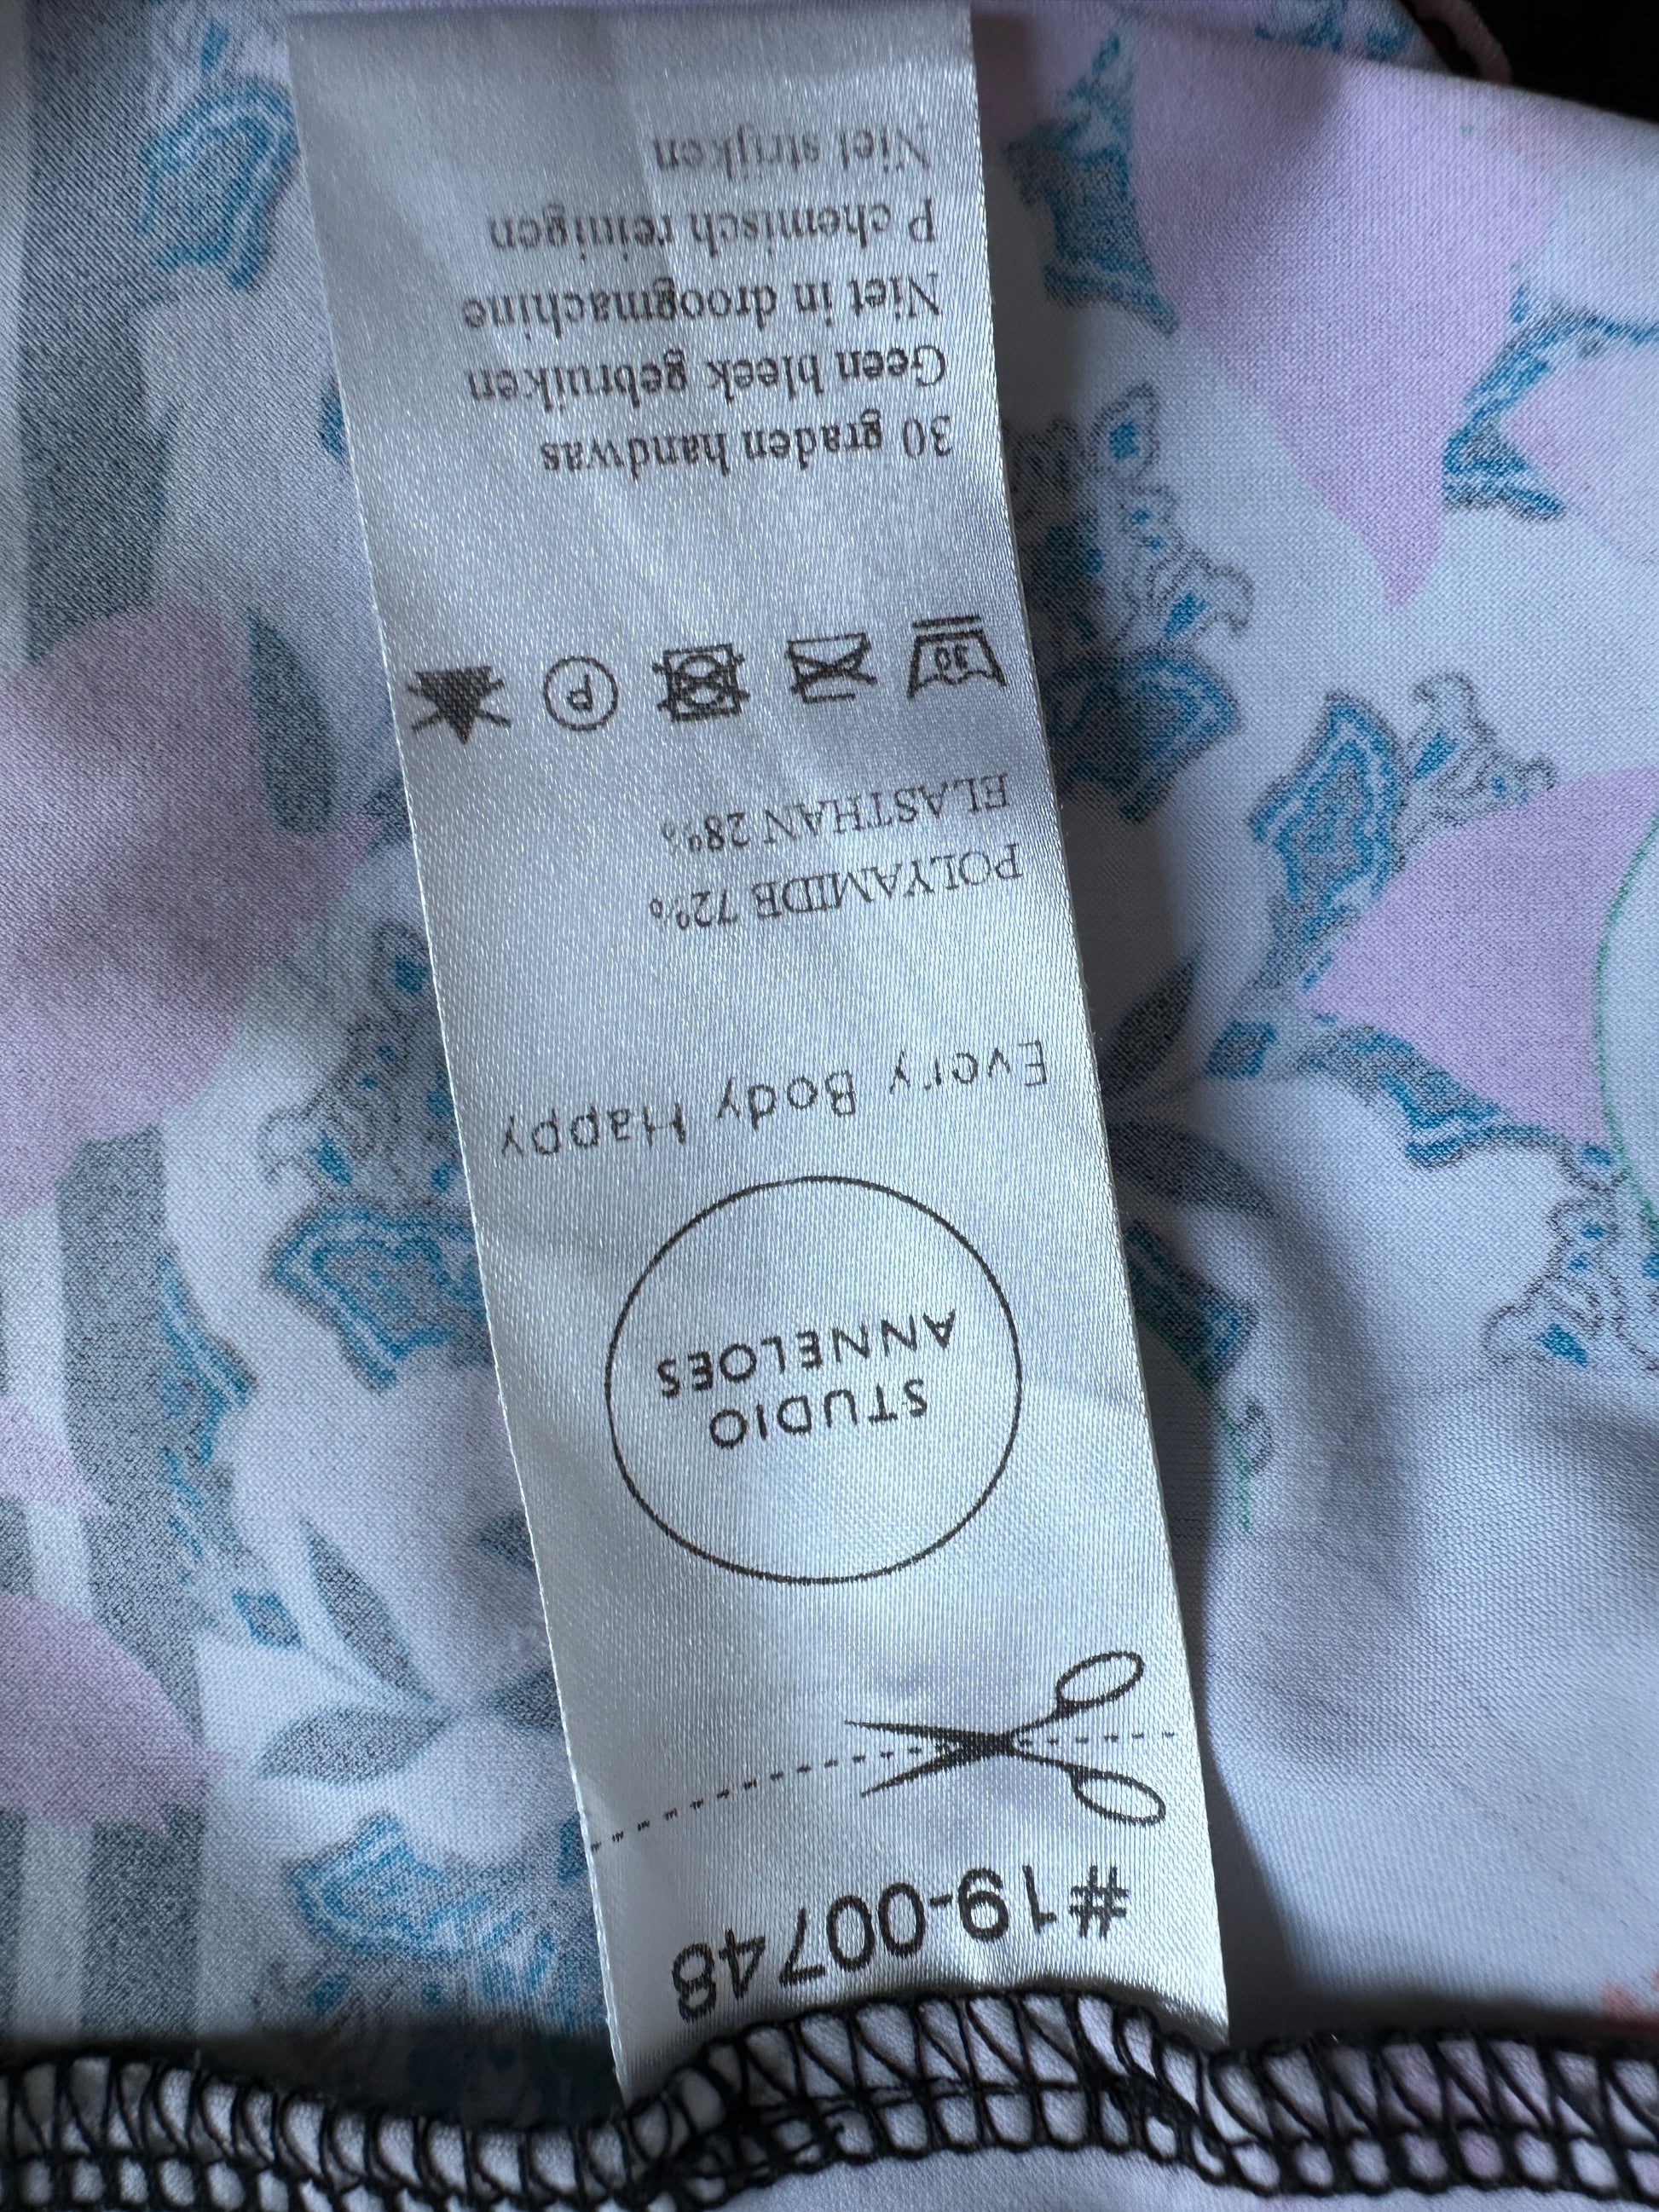 #19-00748
STUDIO
ANNELOES
Every Body Happy
POLYAMIDE 72%
ELASTHAN 28%
30 P
30 graden handwas
Geen bleek gebruiken
Niet in droogmachine
P chemisch reinigen
Niet strijken